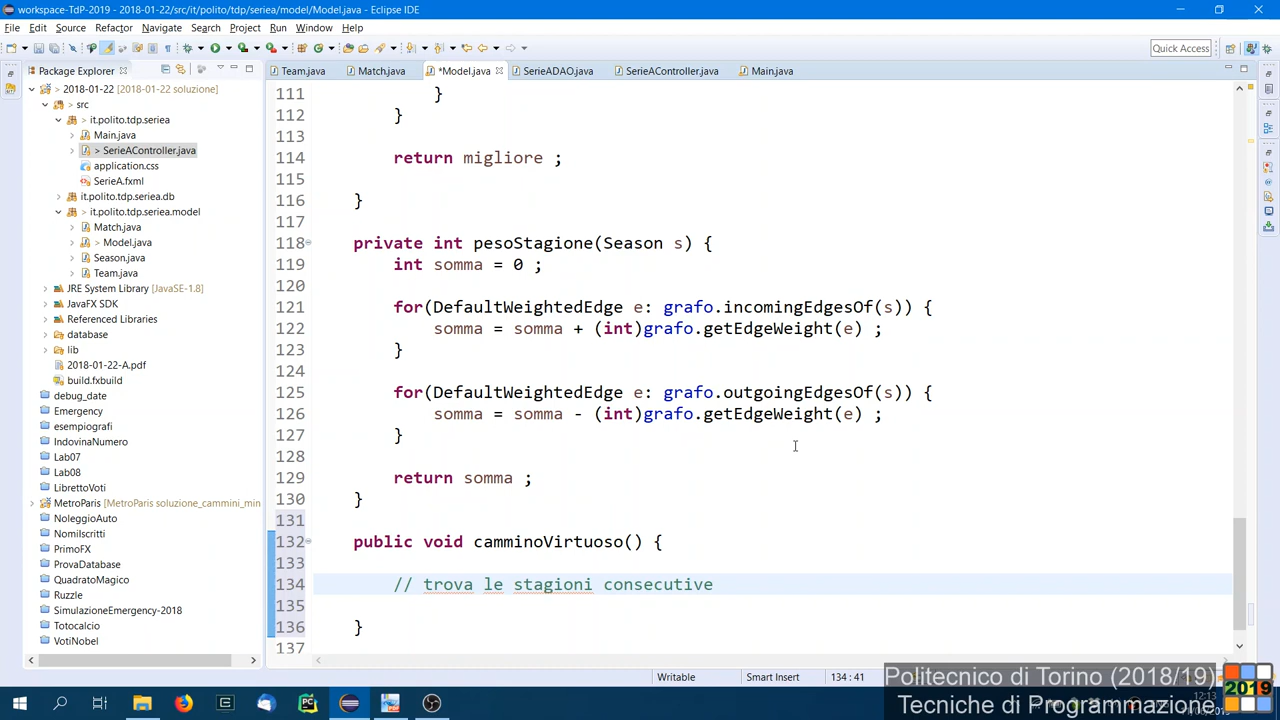 workspace-TdP-2019 - 2018-01-22/src/it/polito/tdp/seriea/model/Model.java - Eclipse IDE
File Edit Source Refactor Navigate Search Project Run Window Help
Quick Access
Package Explorer
Team.java Match.java *Model.java SerieADAO.java SerieAController.java Main.java
> 2018-01-22 [2018-01-22 soluzione]
src
it.polito.tdp.seriea
Main.java
> SerieAController.java
application.css
SerieA.fxml
it.polito.tdp.seriea.db
it.polito.tdp.seriea.model
Match.java
> Model.java
Season.java
Team.java
JRE System Library [JavaSE-1.8]
JavaFX SDK
Referenced Libraries
database
lib
2018-01-22-A.pdf
build.fxbuild
debug_date
Emergency
esempiografi
IndovinaNumero
Lab07
Lab08
LibrettoVoti
MetroParis [MetroParis soluzione_cammini_min
NoleggioAuto
NomiIscritti
PrimoFX
ProvaDatabase
QuadratoMagico
Ruzzle
SimulazioneEmergency-2018
Totocalcio
VotiNobel
111 }
112 }
113
114 return migliore ;
115
116 }
117
118 private int pesoStagione(Season s) {
119 int somma = 0 ;
120
121 for(DefaultWeightedEdge e: grafo.incomingEdgesOf(s)) {
122 somma = somma + (int)grafo.getEdgeWeight(e) ;
123 }
124
125 for(DefaultWeightedEdge e: grafo.outgoingEdgesOf(s)) {
126 somma = somma - (int)grafo.getEdgeWeight(e) ;
127 }
128
129 return somma ;
130 }
131
132 public void camminoVirtuoso() {
133
134 // trova le stagioni consecutive
135
136 }
137
Writable Smart Insert 134 : 41
Politecnico di Torino (2018/19)
Tecniche di Programmazione
2019
12:13